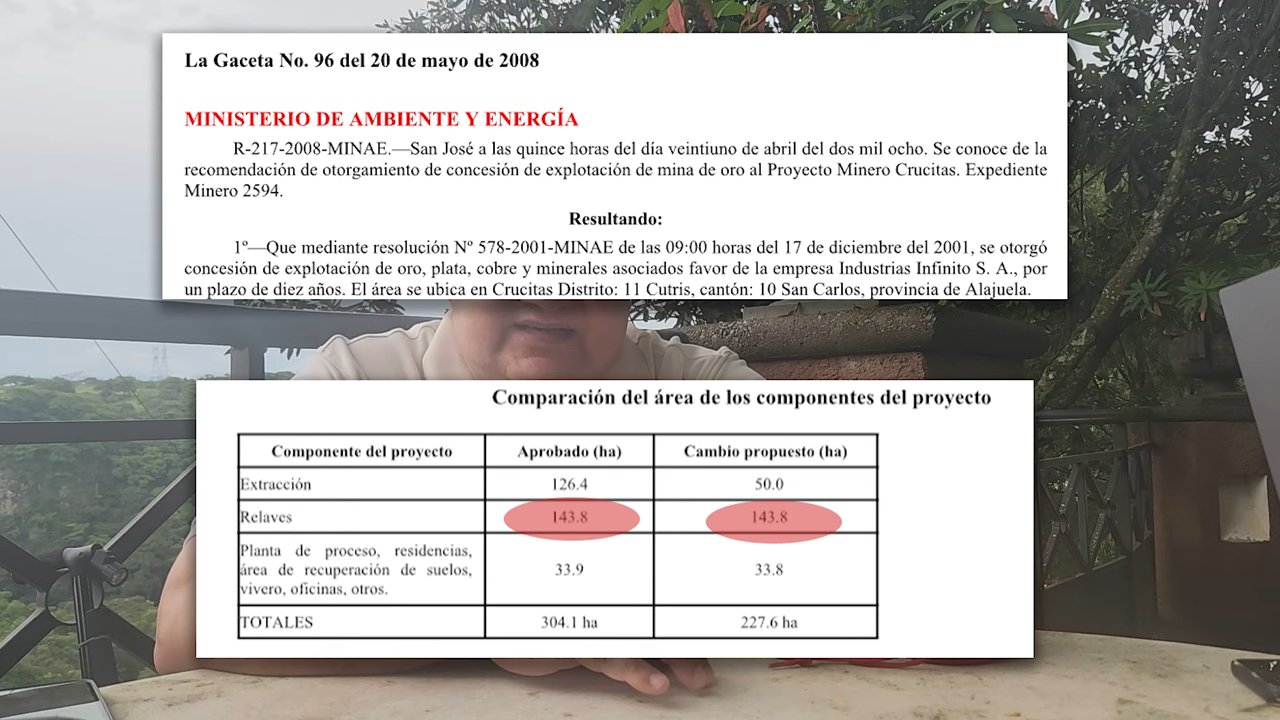 La Gaceta No. 96 del 20 de mayo de 2008
MINISTERIO DE AMBIENTE Y ENERGÍA
R-217-2008-MINAE.—San José a las quince horas del día veintiuno de abril del dos mil ocho. Se conoce de la
recomendación de otorgamiento de concesión de explotación de mina de oro al Proyecto Minero Crucitas. Expediente
Minero 2594.
Resultando:
1º—Que mediante resolución Nº 578-2001-MINAE de las 09:00 horas del 17 de diciembre del 2001, se otorgó
concesión de explotación de oro, plata, cobre y minerales asociados favor de la empresa Industrias Infinito S. A., por
un plazo de diez años. El área se ubica en Crucitas Distrito: 11 Cutris, cantón: 10 San Carlos, provincia de Alajuela.
Comparación del área de los componentes del proyecto
Componente del proyecto Aprobado (ha) Cambio propuesto (ha)
Extracción 126.4 50.0
Relaves 143.8 143.8
Planta de proceso, residencias,
área de recuperación de suelos, 33.9 33.8
vivero, oficinas, otros.
TOTALES 304.1 ha 227.6 ha